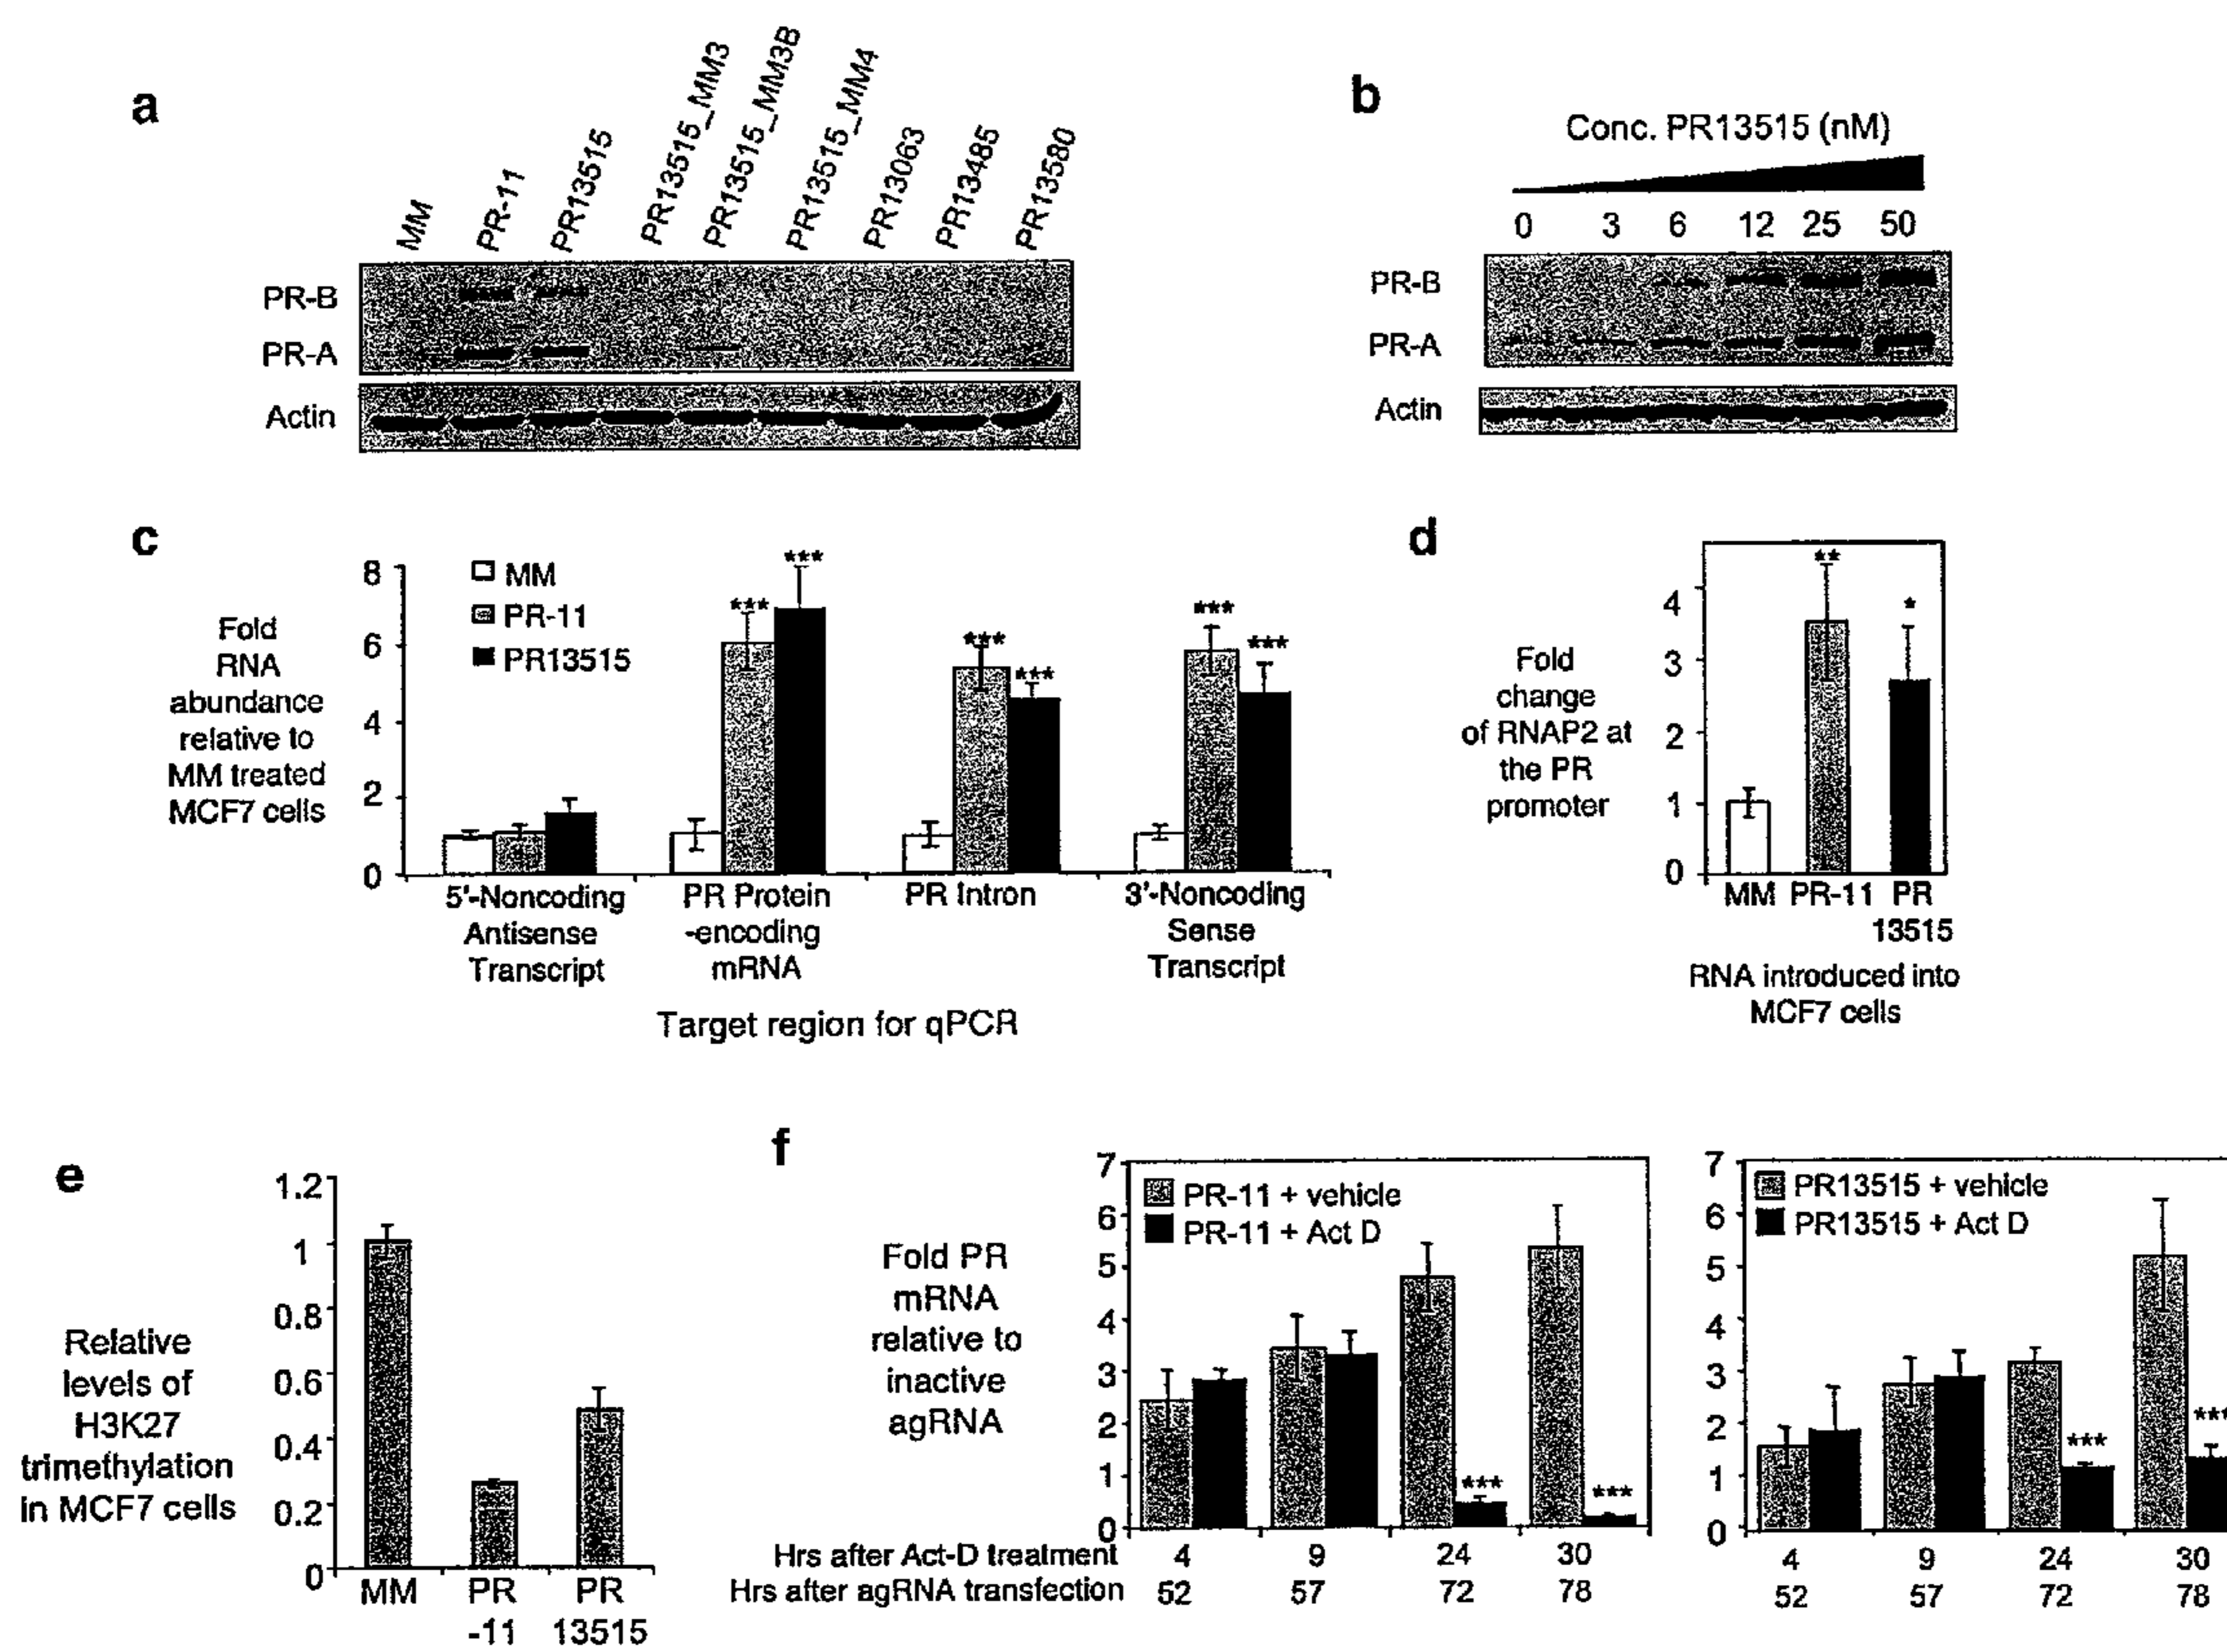 a
MM
PR-11
PR13515
PR13515_MM3
PR13515_MM3B
PR13515_MM4
PR13063
PR13485
PR13580
PR-B
PR-A
Actin
b
Conc. PR13515 (nM)
0 3 6 12 25 50
PR-B
PR-A
Actin
c
Fold
RNA
abundance
relative to
MM treated
MCF7 cells
8
6
4
2
0
MM
PR-11
PR13515
***
***
***
***
***
***
5'-Noncoding
Antisense
Transcript
PR Protein
-encoding
mRNA
PR Intron
3'-Noncoding
Sense
Transcript
Target region for qPCR
d
Fold
change
of RNAP2 at
the PR
promoter
4
3
2
1
0
**
*
MM PR-11 PR
13515
RNA introduced into
MCF7 cells
e
Relative
levels of
H3K27
trimethylation
in MCF7 cells
1.2
1
0.8
0.6
0.4
0.2
0
MM
PR
-11
PR
13515
f
Fold PR
mRNA
relative to
inactive
agRNA
7
6
5
4
3
2
1
0
PR-11 + vehicle
PR-11 + Act D
***
***
Hrs after Act-D treatment 4 9 24 30
Hrs after agRNA transfection 52 57 72 78
7
6
5
4
3
2
1
0
PR13515 + vehicle
PR13515 + Act D
***
***
4 9 24 30
52 57 72 78